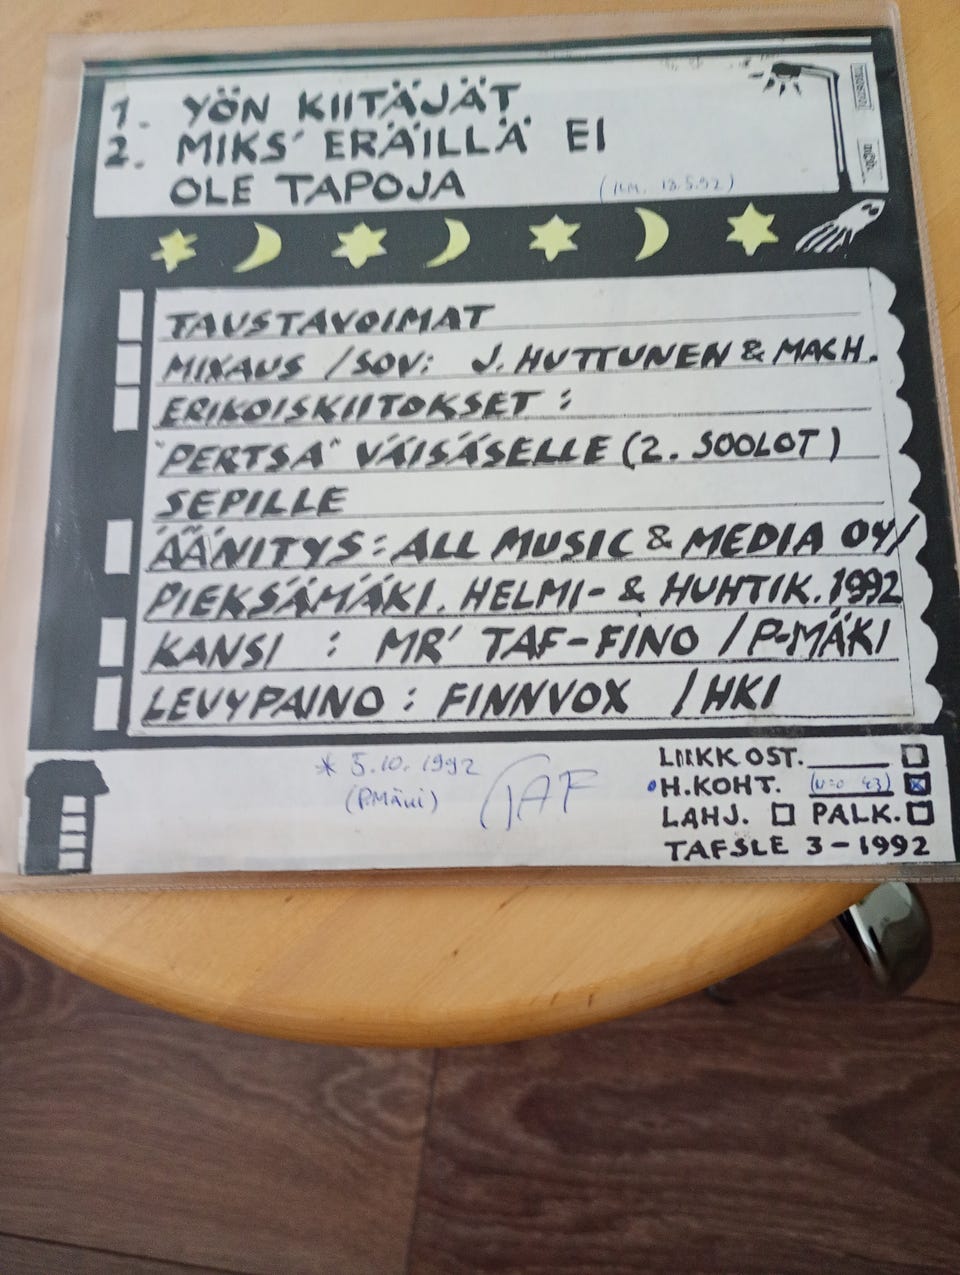 1. YÖN KIITÄJÄT
2. MIKS' ERÄILLÄ EI
OLE TAPOJA
TAUSTAVOIMAT
MIXAUS /SOV: J. HUTTUNEN & MACH.
ERIKOISKIITOKSET :
"PERTSA" VÄISÄSELLE (2. SOOLOT)
SEPILLE
ÄÄNITYS: ALL MUSIC & MEDIA OY/
PIEKSÄMÄKI. HELMI- & HUHTIK. 1992
KANSI : MR' TAF-FINO /P-MÄKI
LEVYPAINO : FINNVOX /HKI
* 5.10.1992
TAF
LIIKK OST.
H.KOHT.
LAHJ. PALK.
TAFSLE 3-1992